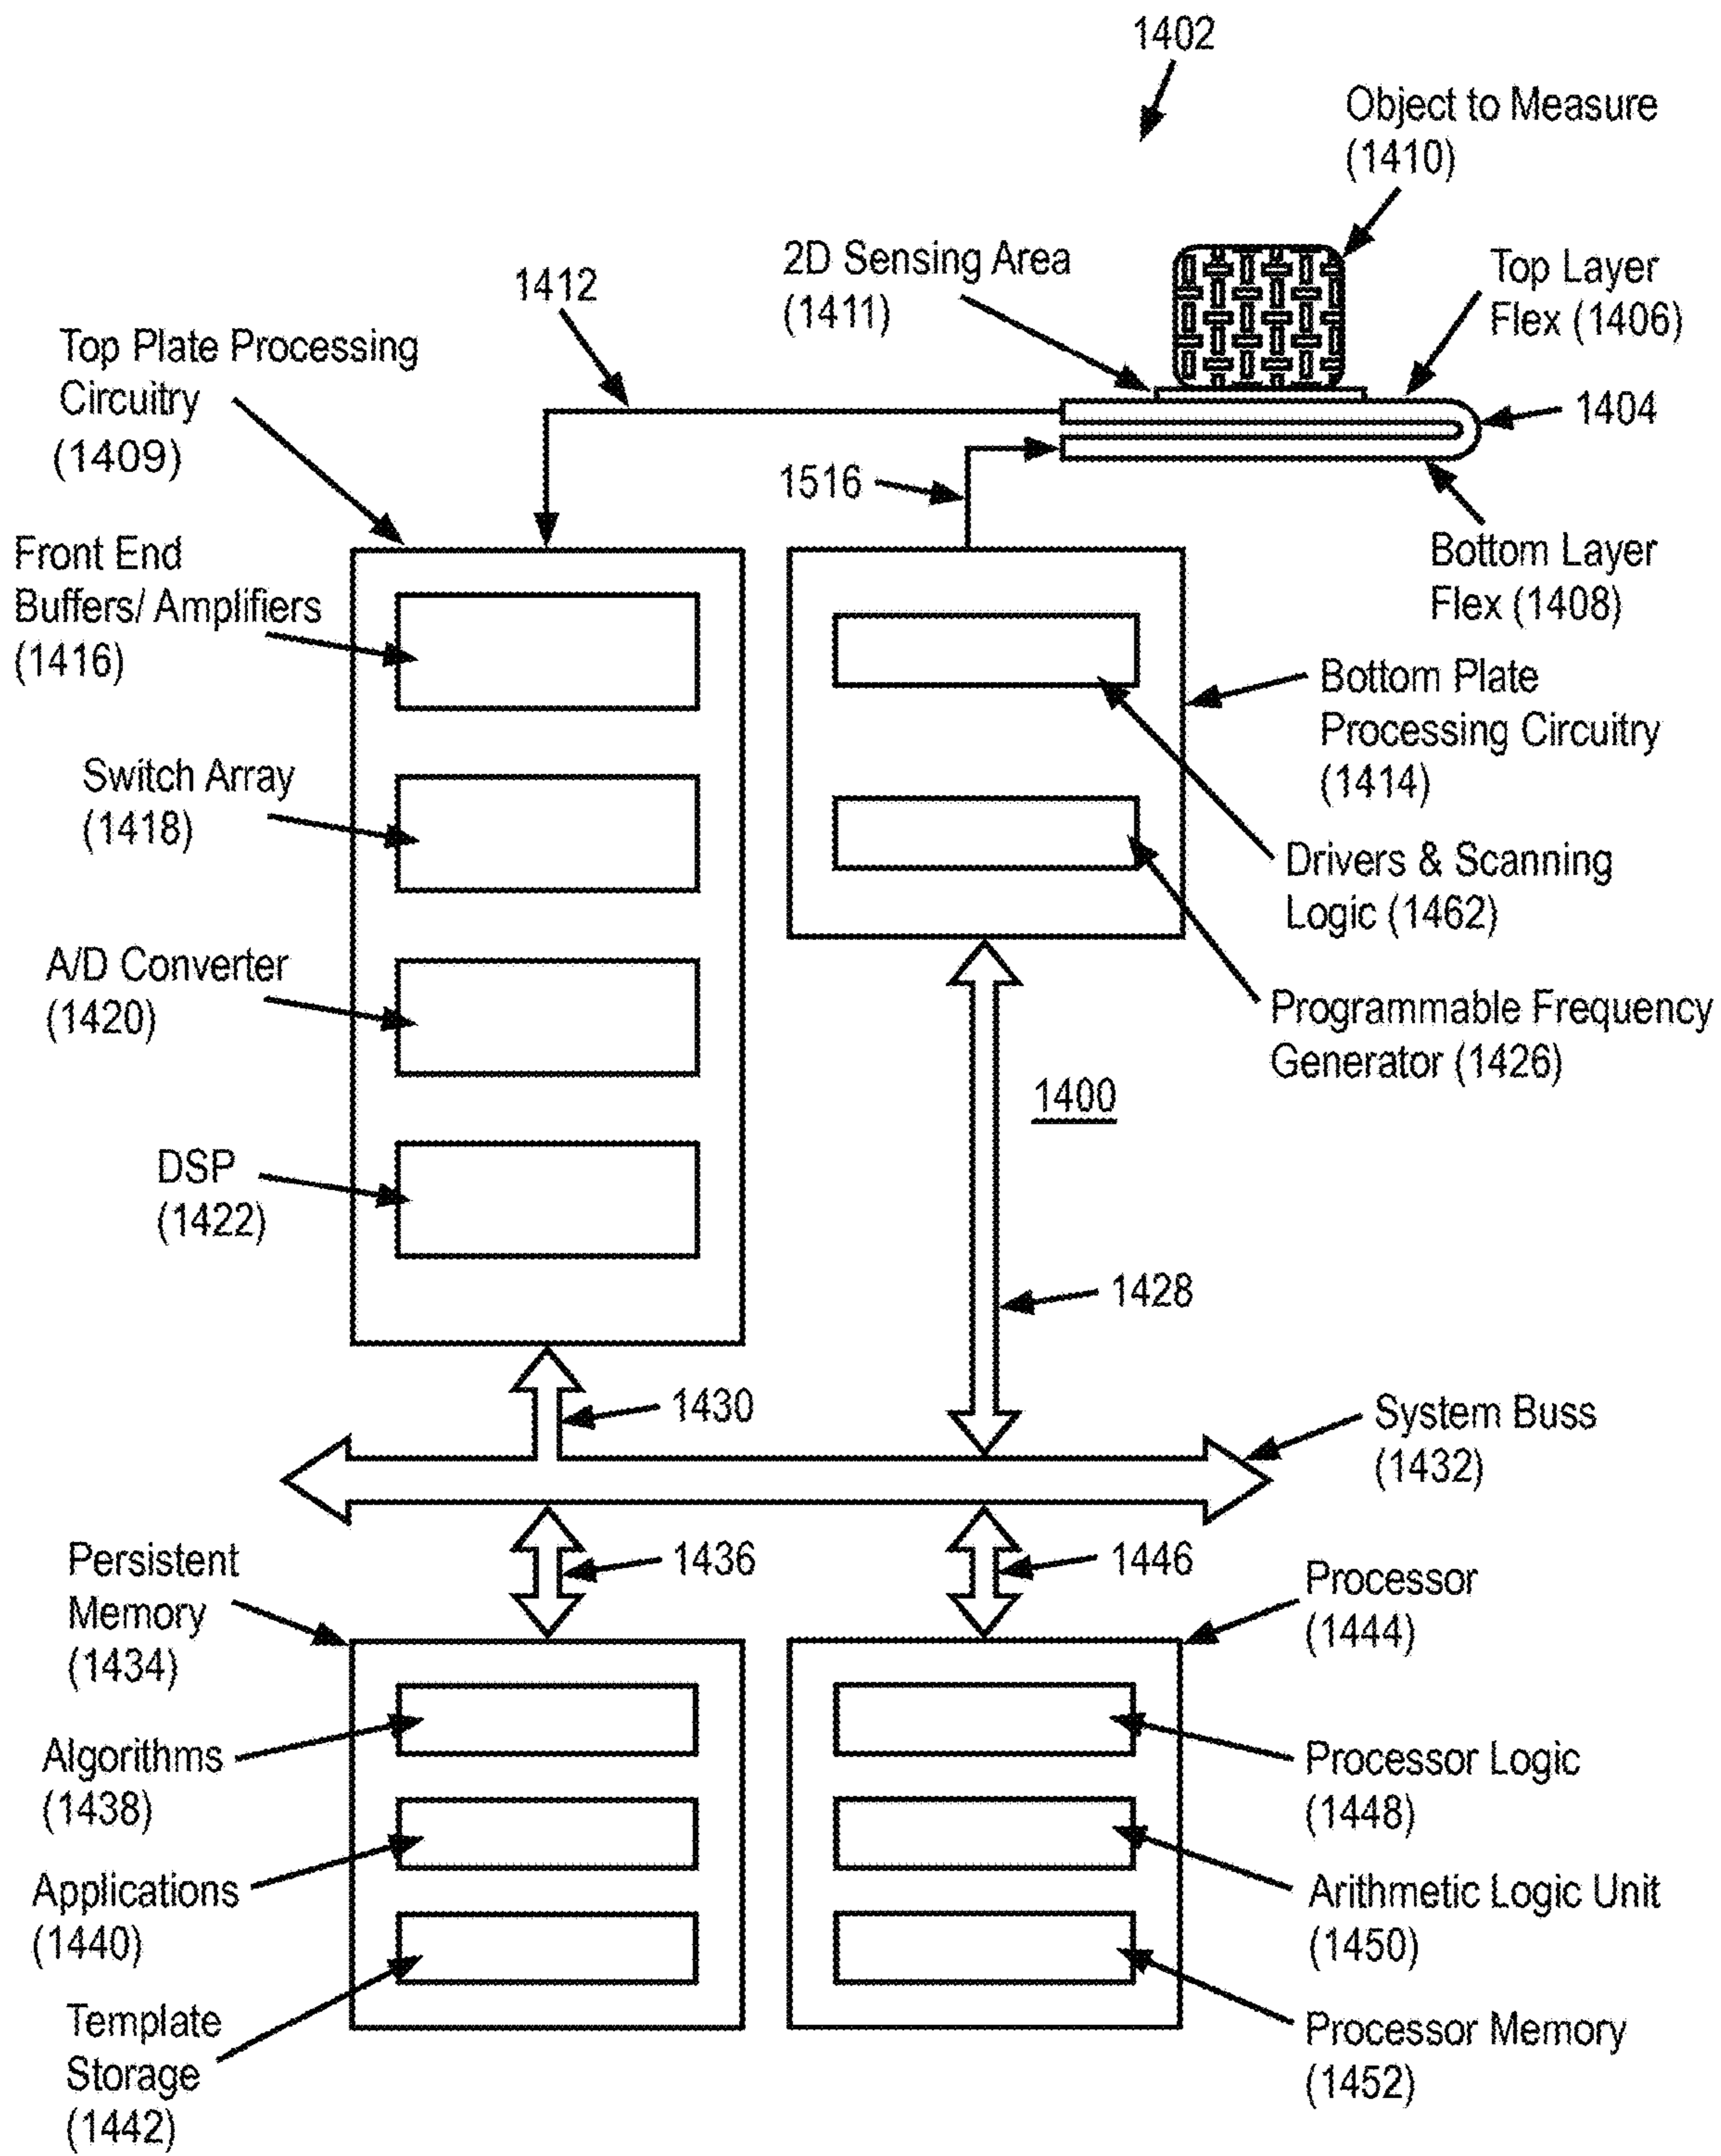 1402
Object to Measure
(1410)
2D Sensing Area
(1411)
Top Layer
Flex (1406)
1412
Top Plate Processing
Circuitry
(1409)
1404
1516
Bottom Layer
Flex (1408)
Front End
Buffers/ Amplifiers
(1416)
Bottom Plate
Processing Circuitry
(1414)
Switch Array
(1418)
Drivers & Scanning
Logic (1462)
A/D Converter
(1420)
Programmable Frequency
Generator (1426)
1400
DSP
(1422)
1428
1430
System Buss
(1432)
Persistent
Memory
(1434)
1436
1446
Processor
(1444)
Algorithms
(1438)
Processor Logic
(1448)
Applications
(1440)
Arithmetic Logic Unit
(1450)
Template
Storage
(1442)
Processor Memory
(1452)